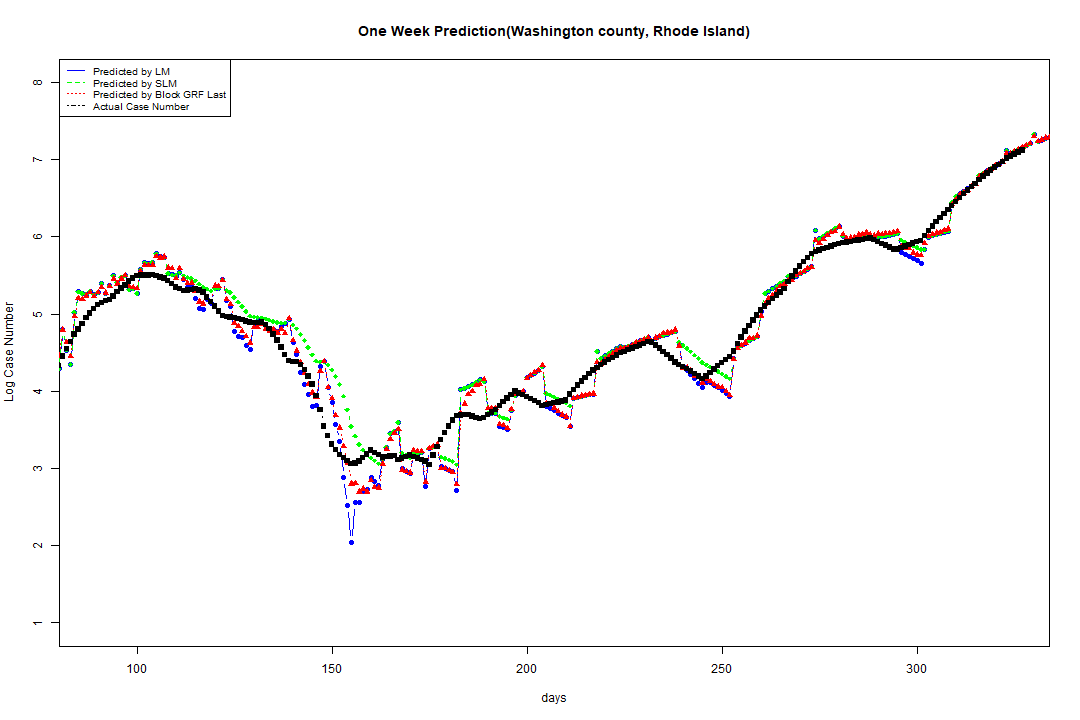 One Week Prediction(Washington county, Rhode Island)
Predicted by LM
Predicted by SLM
Predicted by Block GRF Last
Actual Case Number
8
7
6
5
4
3
2
1
Log Case Number
100 150 200 250 300
days